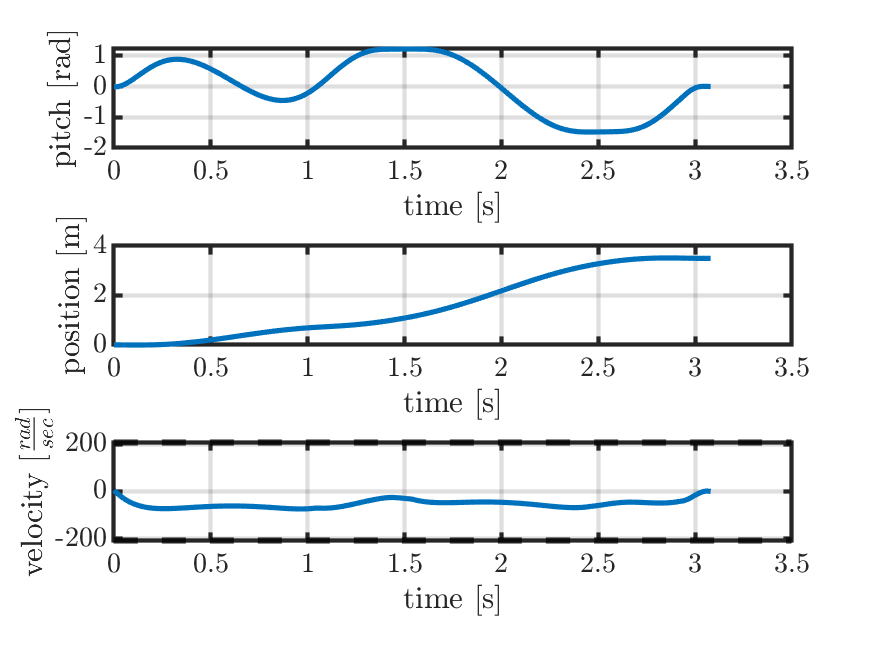 pitch [rad]
1
0
-1
-2
0 0.5 1 1.5 2 2.5 3 3.5
time [s]
position [m]
4
2
0
0 0.5 1 1.5 2 2.5 3 3.5
time [s]
velocity [rad/sec]
200
0
-200
0 0.5 1 1.5 2 2.5 3 3.5
time [s]